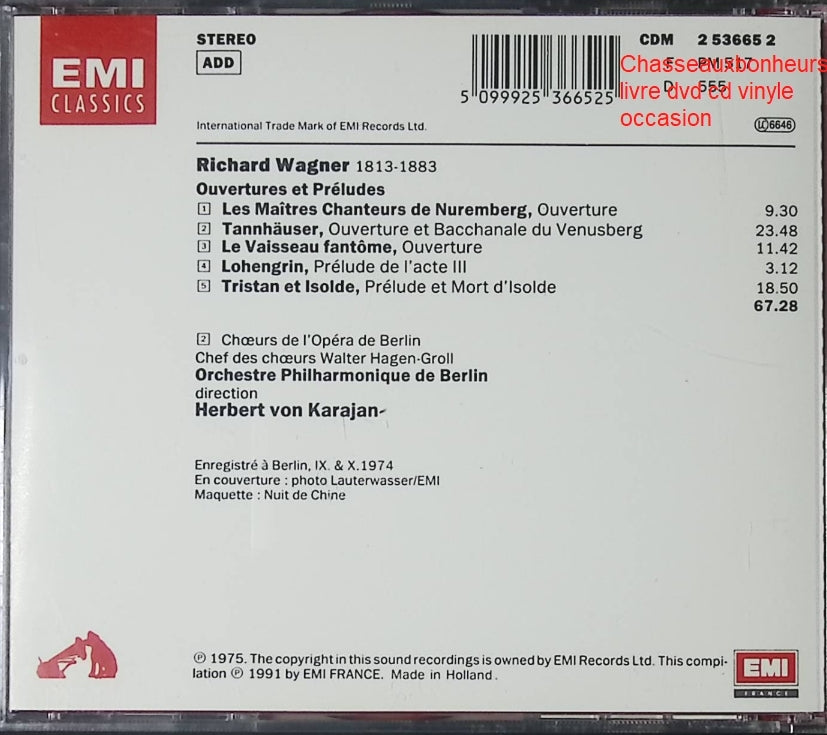 EMI
CLASSICS
STEREO
ADD
CDM 2 53665 2
F PM 517
D 555
5 099925 366525
Chasseauxbonheurs
livre dvd cd vinyle
occasion
International Trade Mark of EMI Records Ltd.
LC 6646
Richard Wagner 1813-1883
Ouvertures et Préludes
1 Les Maîtres Chanteurs de Nuremberg, Ouverture 9.30
2 Tannhäuser, Ouverture et Bacchanale du Venusberg 23.48
3 Le Vaisseau fantôme, Ouverture 11.42
4 Lohengrin, Prélude de l'acte III 3.12
5 Tristan et Isolde, Prélude et Mort d'Isolde 18.50
67.28
2 Chœurs de l'Opéra de Berlin
Chef des chœurs Walter Hagen-Groll
Orchestre Philharmonique de Berlin
direction
Herbert von Karajan
Enregistré à Berlin, IX. & X.1974
En couverture : photo Lauterwasser/EMI
Maquette : Nuit de Chine
℗ 1975. The copyright in this sound recordings is owned by EMI Records Ltd. This compi-
lation ℗ 1991 by EMI FRANCE. Made in Holland.
EMI
FRANCE